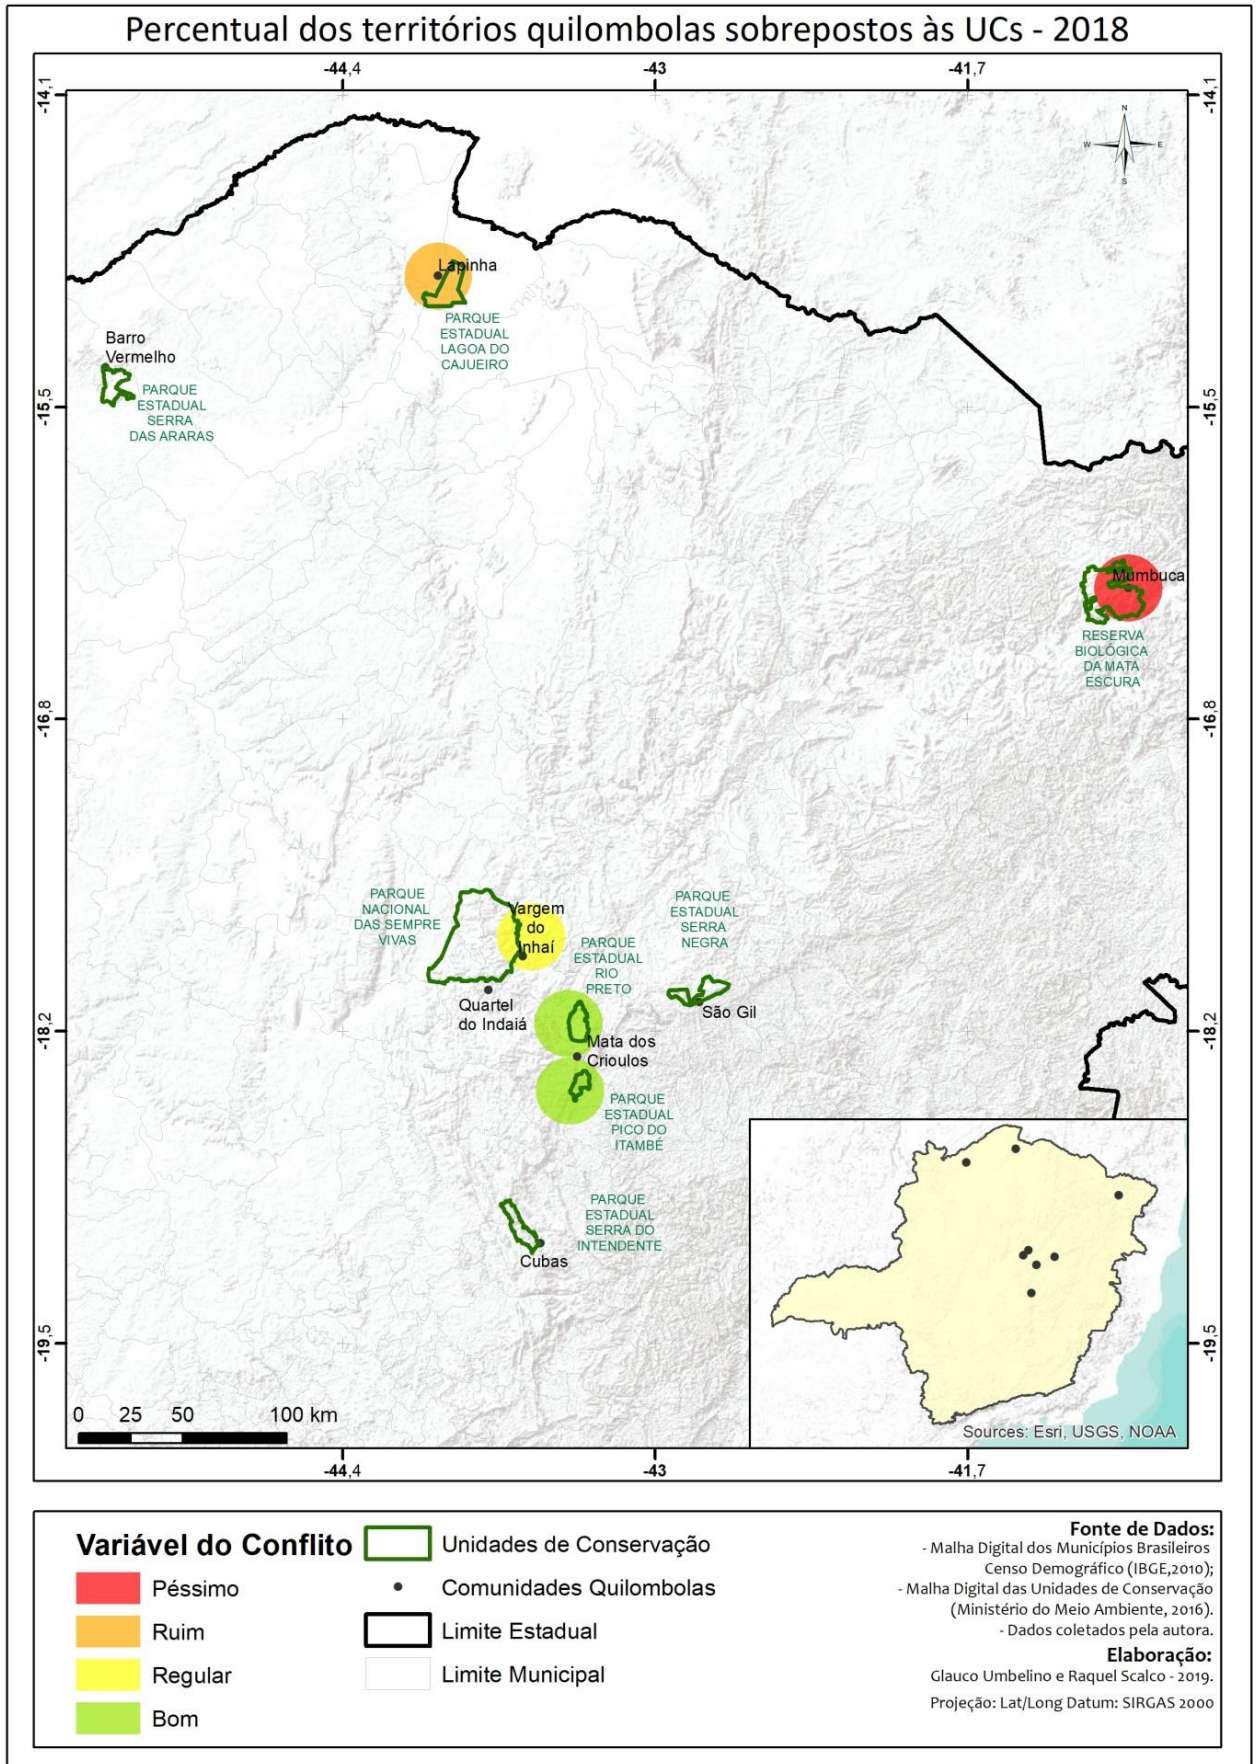 Percentual dos territórios quilombolas sobrepostos às UCs - 2018
-44,4
-43
-41,7
-14,1
-14,1
N
W
E
S
Lapinha
PARQUE
ESTADUAL
LAGOA DO
CAJUEIRO
Barro
Vermelho
PARQUE
ESTADUAL
SERRA
DAS ARARAS
-15,5
-15,5
Mumbuca
RESERVA
BIOLÓGICA
DA MATA
ESCURA
-16,8
-16,8
PARQUE
NACIONAL
DAS SEMPRE
VIVAS
Vargem
do
Inhaí
PARQUE
ESTADUAL
SERRA
NEGRA
PARQUE
ESTADUAL
RIO
PRETO
Quartel
do Indaiá
São Gil
-18,2
-18,2
Mata dos
Crioulos
PARQUE
ESTADUAL
PICO DO
ITAMBÉ
PARQUE
ESTADUAL
SERRA DO
INTENDENTE
Cubas
-19,5
-19,5
0 25 50 100 km
Sources: Esri, USGS, NOAA
-44,4
-43
-41,7
Variável do Conflito
Péssimo
Ruim
Regular
Bom
Unidades de Conservação
Comunidades Quilombolas
Limite Estadual
Limite Municipal
Fonte de Dados:
- Malha Digital dos Municípios Brasileiros
Censo Demográfico (IBGE,2010);
- Malha Digital das Unidades de Conservação
(Ministério do Meio Ambiente, 2016).
- Dados coletados pela autora.
Elaboração:
Glauco Umbelino e Raquel Scalco - 2019.
Projeção: Lat/Long Datum: SIRGAS 2000